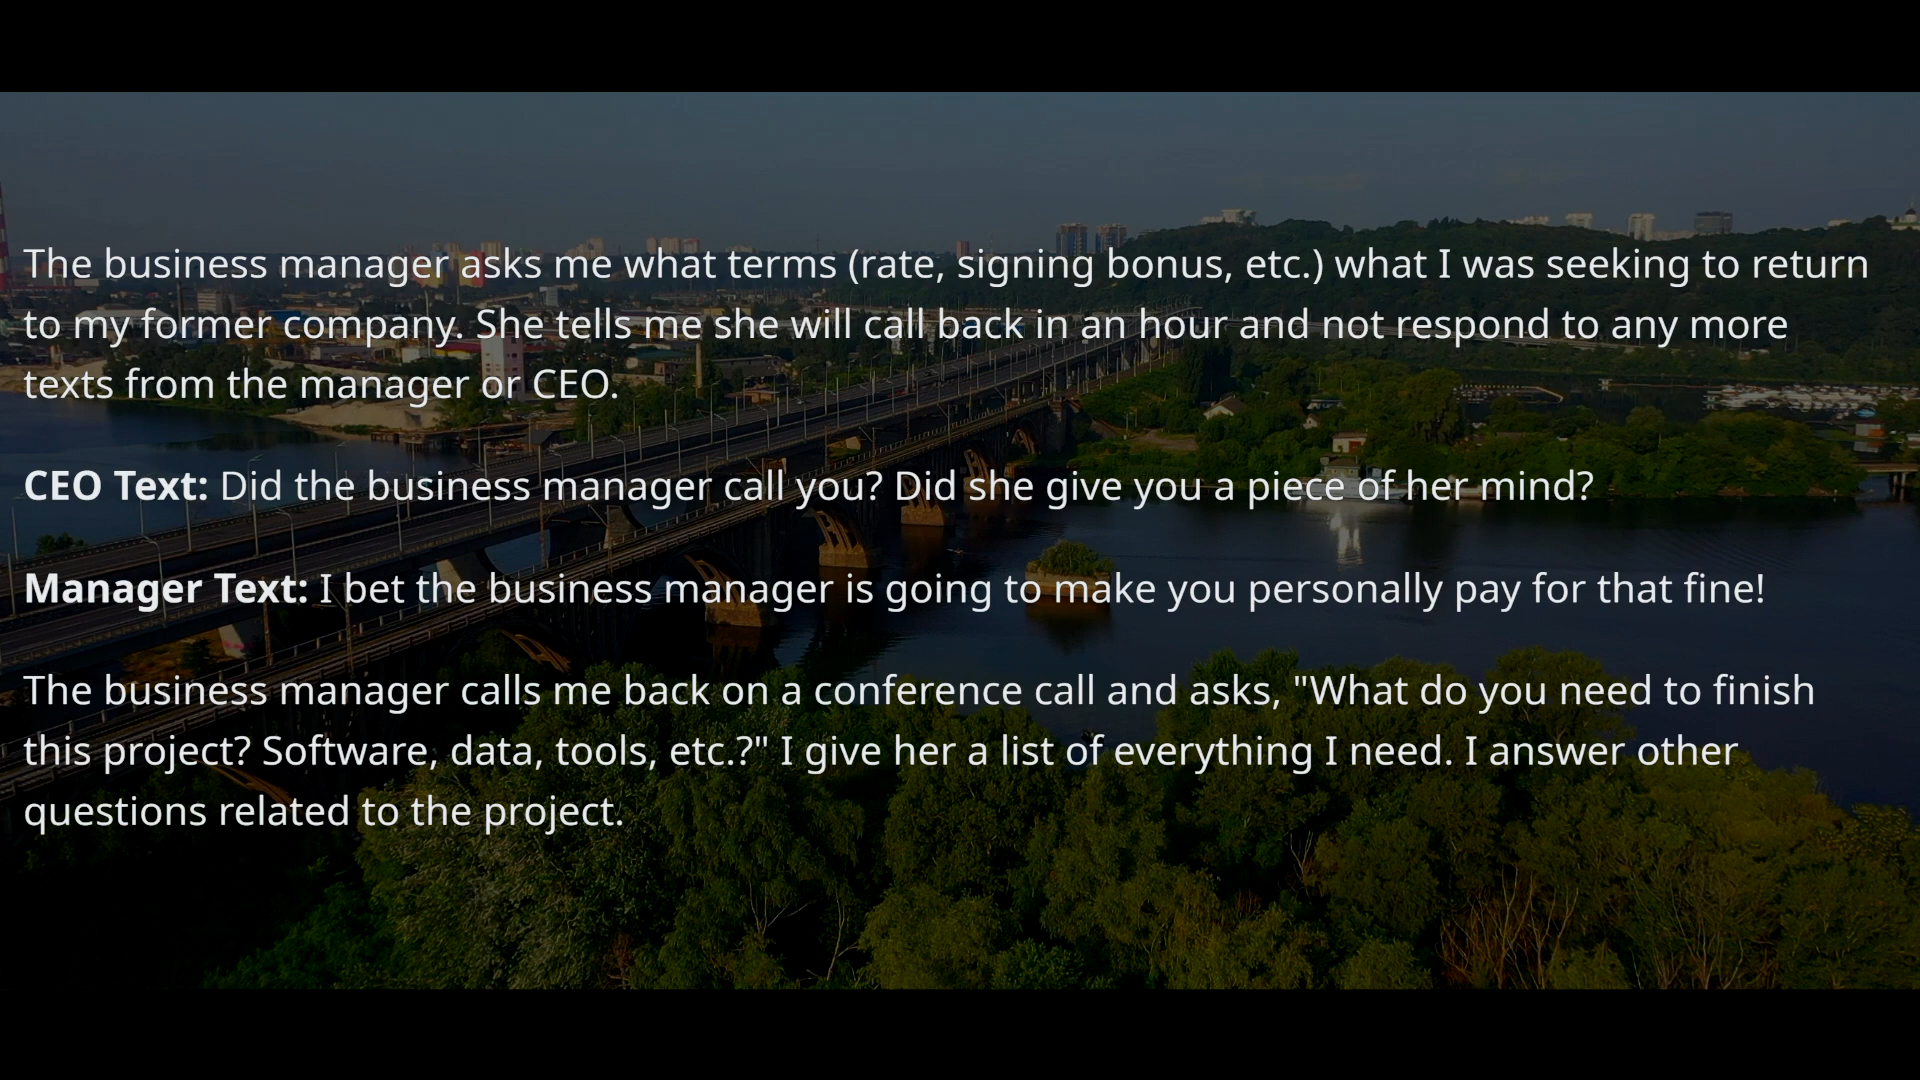 The business manager asks me what terms (rate, signing bonus, etc.) what I was seeking to return
to my former company. She tells me she will call back in an hour and not respond to any more
texts from the manager or CEO.
CEO Text: Did the business manager call you? Did she give you a piece of her mind?
Manager Text: I bet the business manager is going to make you personally pay for that fine!
The business manager calls me back on a conference call and asks, "What do you need to finish
this project? Software, data, tools, etc.?" I give her a list of everything I need. I answer other
questions related to the project.